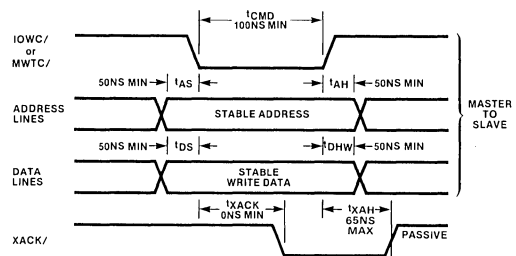 tCMD
100NS MIN
IOWC/
or
MWTC/
50NS MIN tAS tAH 50NS MIN
ADDRESS
LINES
STABLE ADDRESS
MASTER
TO
SLAVE
50NS MIN tDS tDHW 50NS MIN
DATA
LINES
STABLE
WRITE DATA
tXACK
0NS MIN
tXAH
65NS
MAX
XACK/
PASSIVE